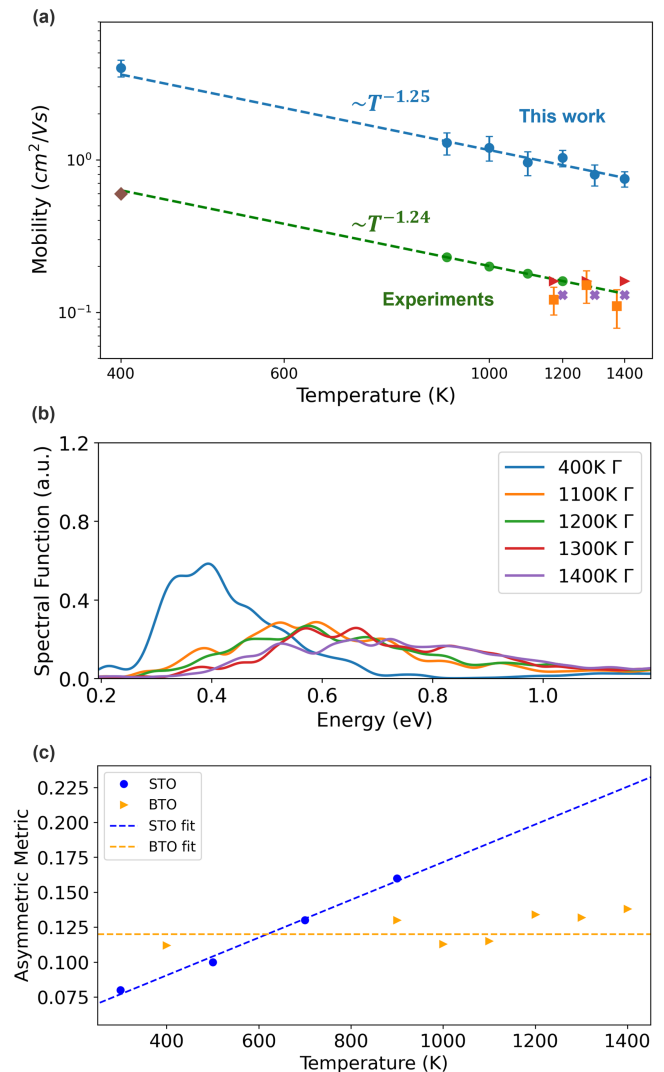 (a)
10⁰
10⁻¹
Mobility (cm²/Vs)
~T⁻¹·²⁵
This work
~T⁻¹·²⁴
Experiments
400
600
1000
1200
1400
Temperature (K)
(b)
1.2
0.8
0.4
0.0
Spectral Function (a.u.)
400K Γ
1100K Γ
1200K Γ
1300K Γ
1400K Γ
0.2
0.4
0.6
0.8
1.0
Energy (eV)
(c)
0.225
0.200
0.175
0.150
0.125
0.100
0.075
Asymmetric Metric
STO
BTO
STO fit
BTO fit
400
600
800
1000
1200
1400
Temperature (K)